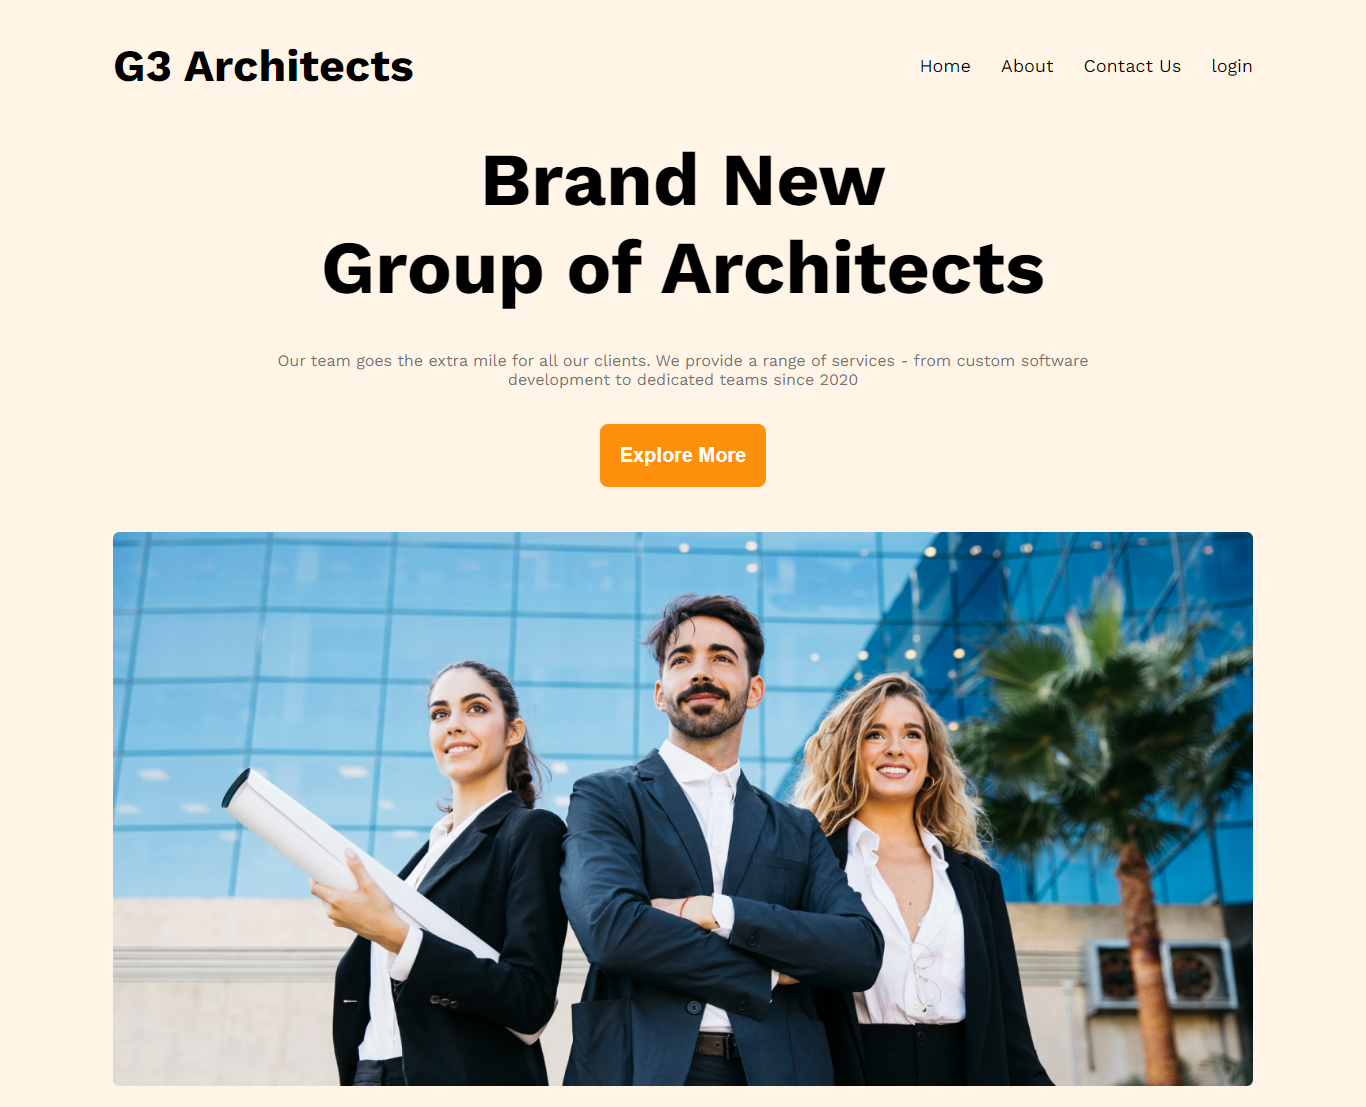 G3 Architects
Home About Contact Us login
Brand New
Group of Architects
Our team goes the extra mile for all our clients. We provide a range of services - from custom software
development to dedicated teams since 2020
Explore More